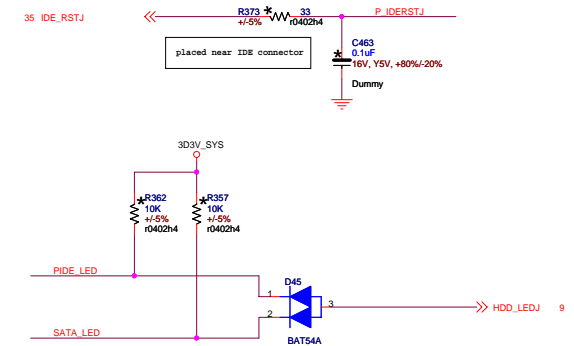 35 IDE_RSTJ
R373 * 33
+/-5% r0402h4
P_IDERSTJ
placed near IDE connector
C463
*
0.1uF
16V, Y5V, +80%/-20%
Dummy
3D3V_SYS
*R362
10K
+/-5%
r0402h4
*R357
10K
+/-5%
r0402h4
PIDE_LED
SATA_LED
D45
1
2
3
BAT54A
HDD_LEDJ 9